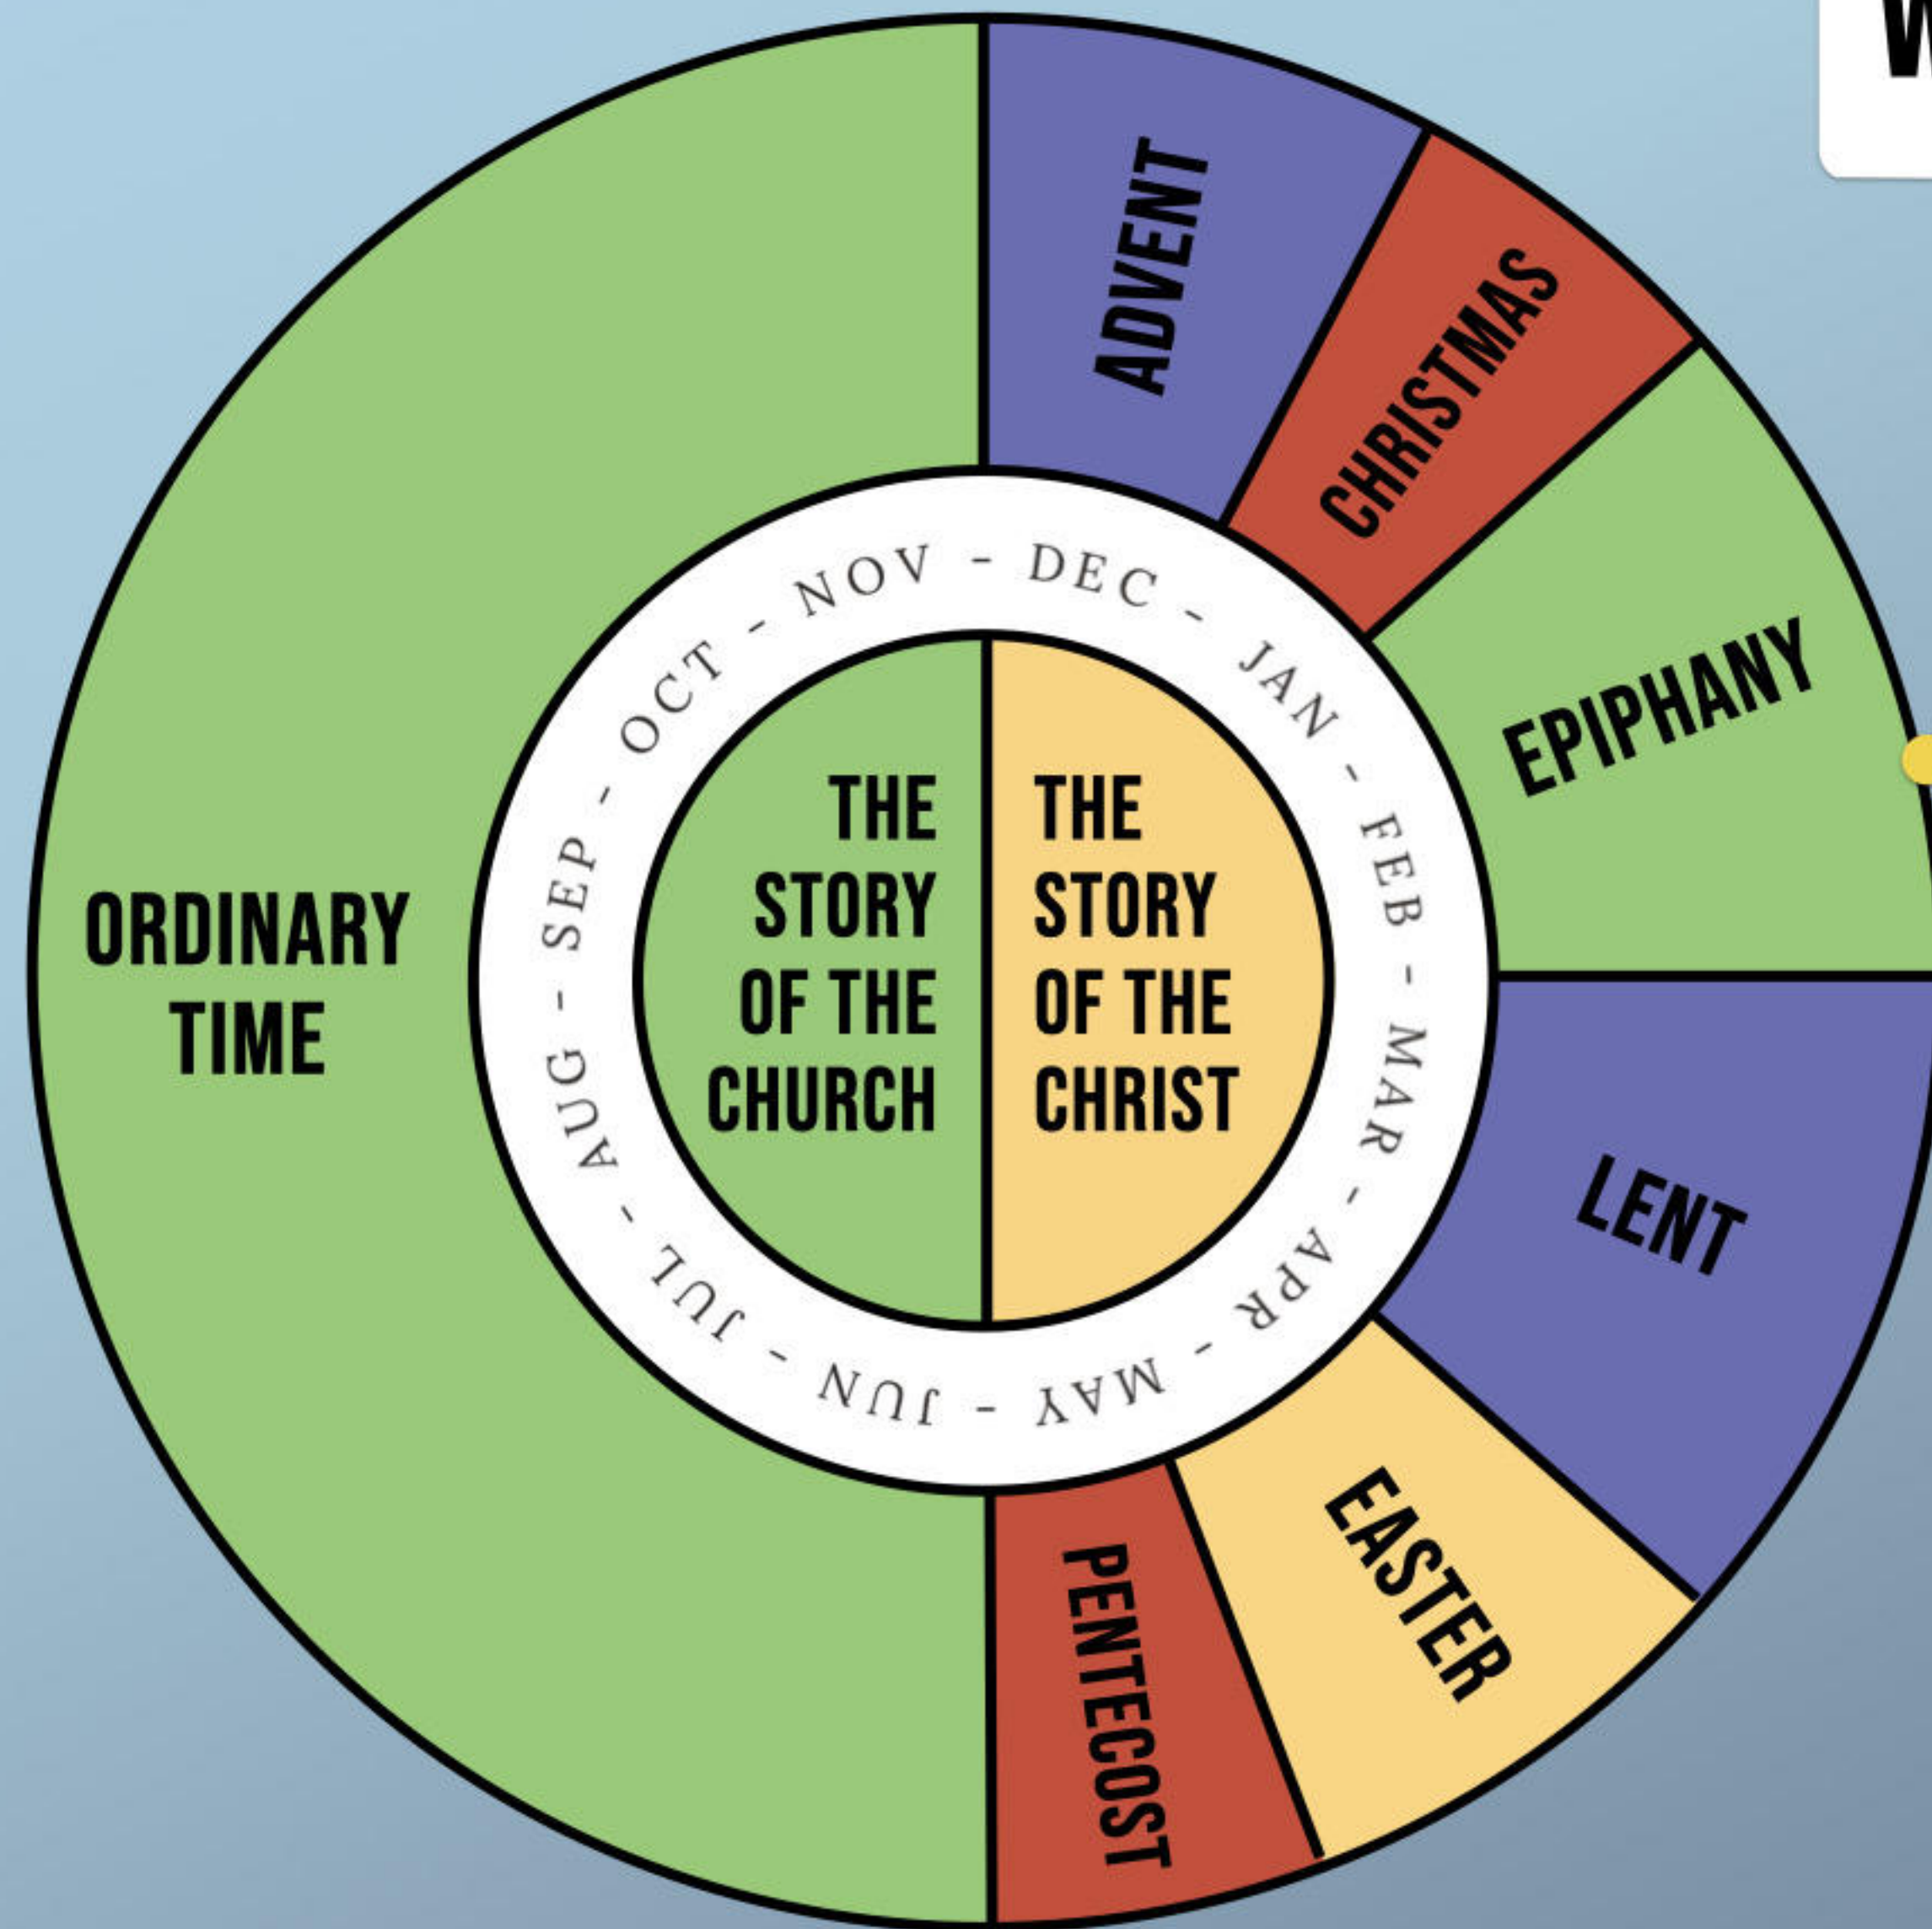 ADVENT
CHRISTMAS
EPIPHANY
LENT
EASTER
PENTECOST
ORDINARY
TIME
DEC - JAN - FEB - MAR - APR - MAY - JUN - JUL - AUG - SEP - OCT - NOV -
THE
STORY
OF THE
CHURCH
THE
STORY
OF THE
CHRIST